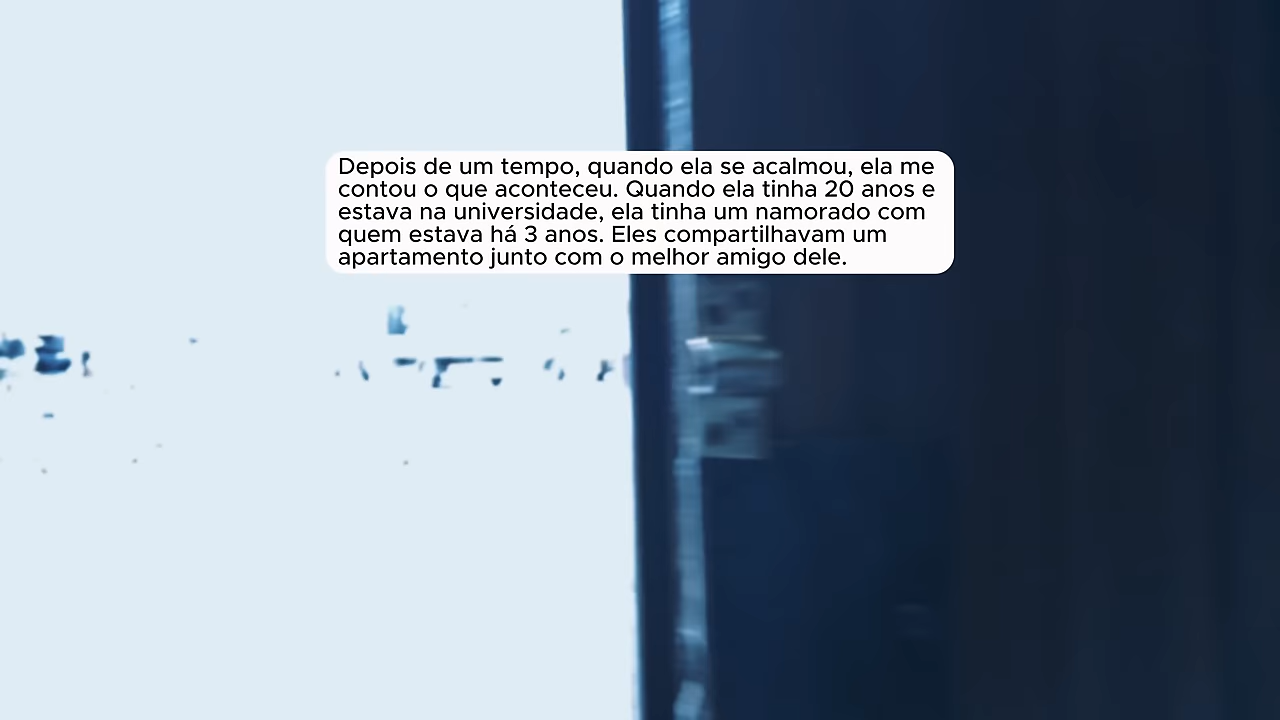 Depois de um tempo, quando ela se acalmou, ela me
contou o que aconteceu. Quando ela tinha 20 anos e
estava na universidade, ela tinha um namorado com
quem estava há 3 anos. Eles compartilhavam um
apartamento junto com o melhor amigo dele.